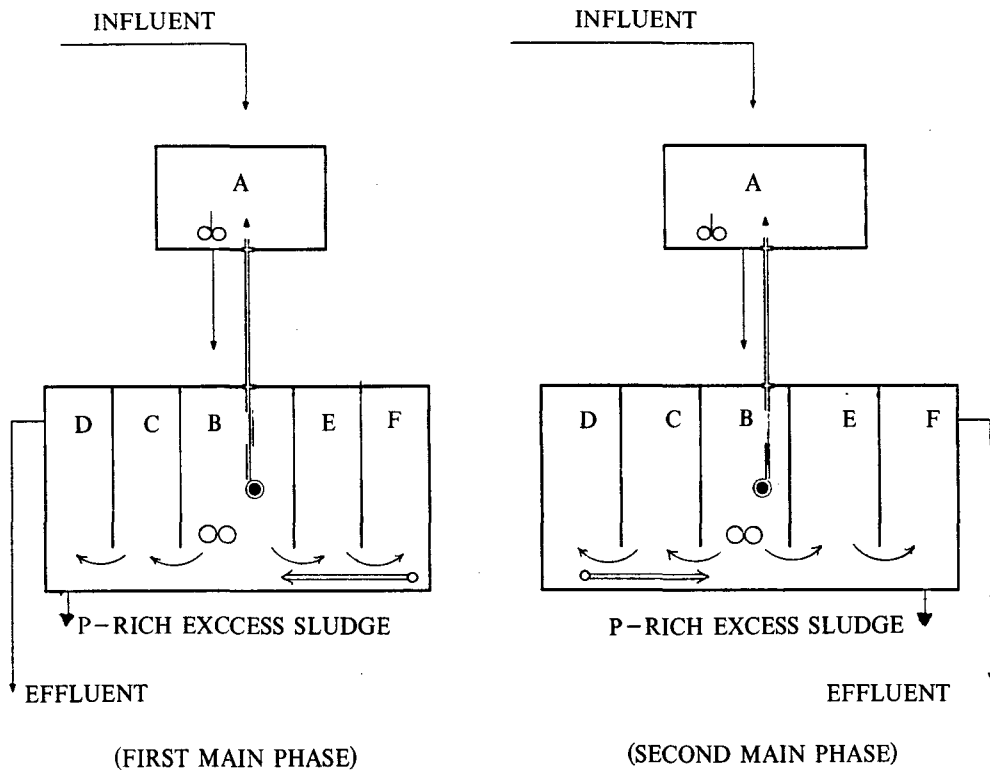 INFLUENT
INFLUENT
A
A
D C B E F
D C B E F
P-RICH EXCCESS SLUDGE
P-RICH EXCESS SLUDGE
EFFLUENT
EFFLUENT
(FIRST MAIN PHASE)
(SECOND MAIN PHASE)